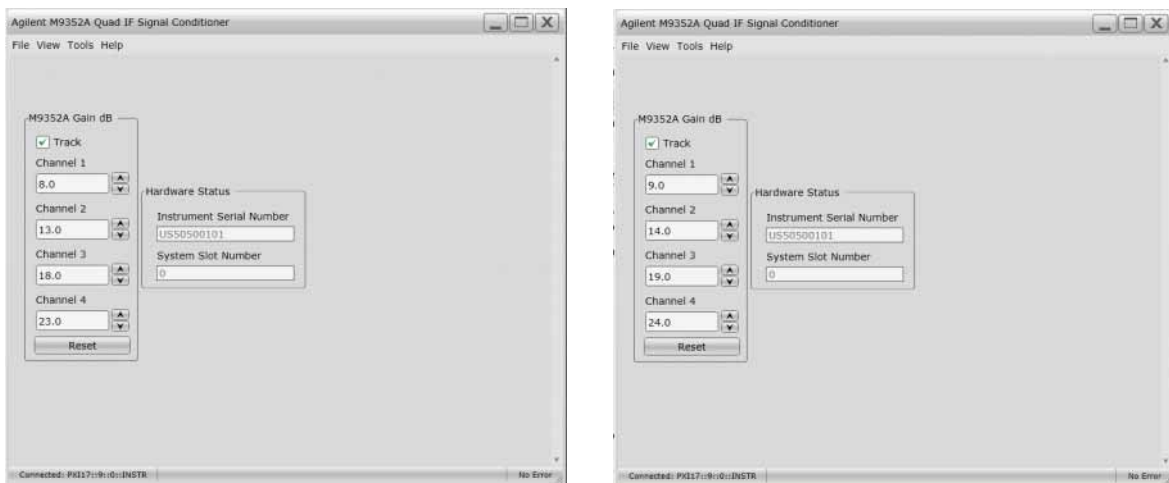 Agilent M9352A Quad IF Signal Conditioner
File View Tools Help
M9352A Gain dB
Track
Channel 1
8.0
Channel 2
13.0
Channel 3
18.0
Channel 4
23.0
Reset
Hardware Status
Instrument Serial Number
US50500101
System Slot Number
0
Connected: PXI17::9::0::INSTR
No Error
Agilent M9352A Quad IF Signal Conditioner
File View Tools Help
M9352A Gain dB
Track
Channel 1
9.0
Channel 2
14.0
Channel 3
19.0
Channel 4
24.0
Reset
Hardware Status
Instrument Serial Number
US50500101
System Slot Number
0
Connected: PXI17::9::0::INSTR
No Error